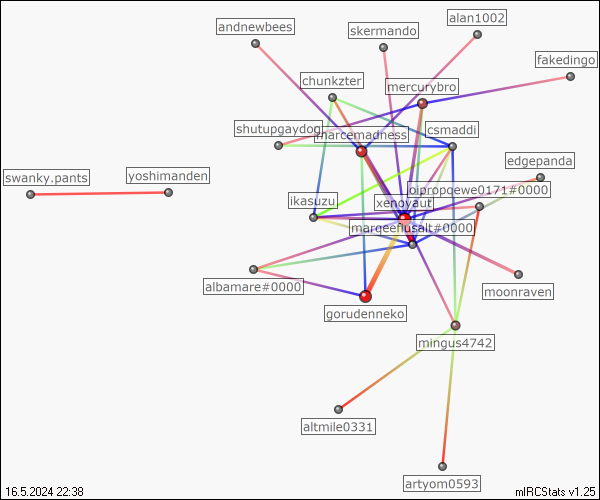 alan1002
andnewbees
skermando
fakedingo
chunkzter
mercurybro
shutupgaydog
marcemadness
csmaddi
edgepanda
swanky.pants
yoshimanden
oipropqewe0171#0000
ikasuzu
xenoyaut
marqeeflusalt#0000
albamare#0000
moonraven
gorudenneko
mingus4742
altmile0331
artyom0593
16.5.2024 22:38
mIRCStats v1.25